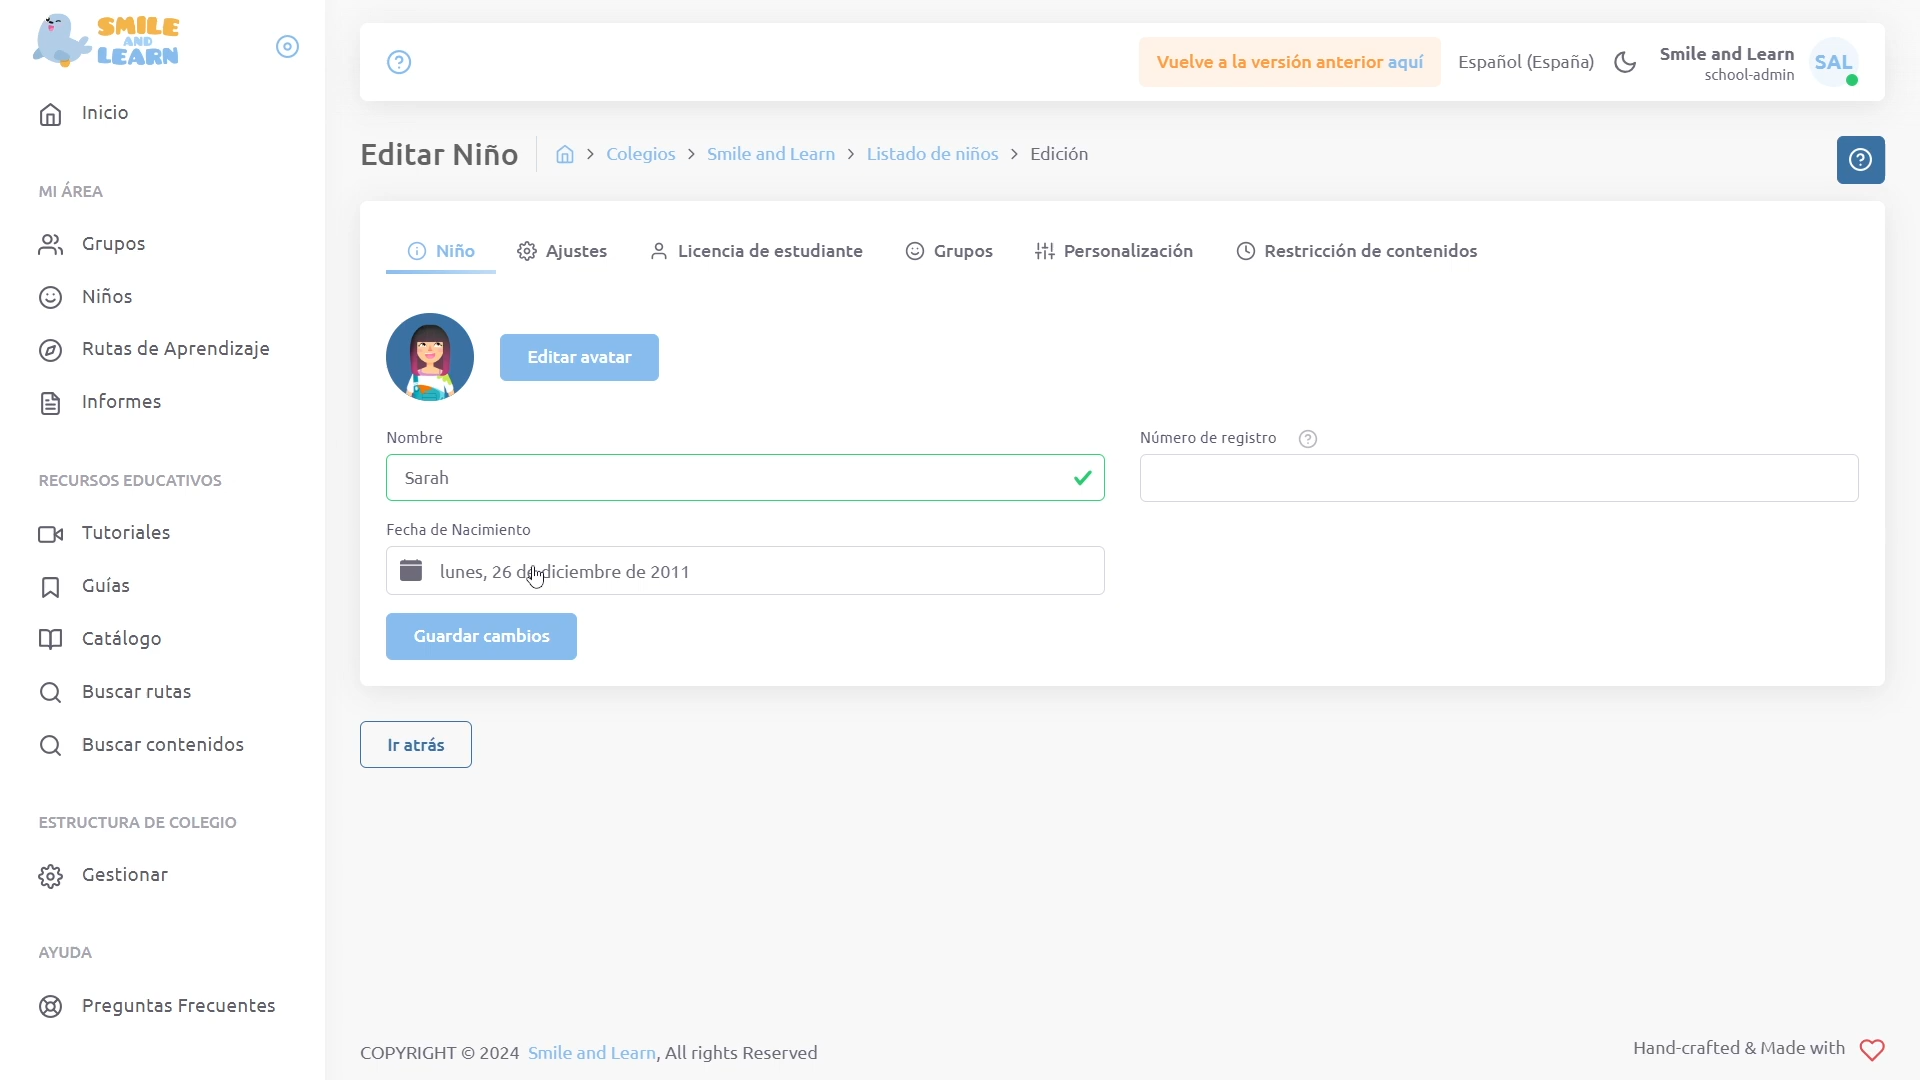 SMILE
AND
LEARN
Inicio
MI ÁREA
Grupos
Niños
Rutas de Aprendizaje
Informes
RECURSOS EDUCATIVOS
Tutoriales
Guías
Catálogo
Buscar rutas
Buscar contenidos
ESTRUCTURA DE COLEGIO
Gestionar
AYUDA
Preguntas Frecuentes
Vuelve a la versión anterior aquí
Español (España)
Smile and Learn
school-admin
SAL
Editar Niño
Colegios > Smile and Learn > Listado de niños > Edición
Niño
Ajustes
Licencia de estudiante
Grupos
Personalización
Restricción de contenidos
Editar avatar
Nombre
Sarah
Número de registro
Fecha de Nacimiento
lunes, 26 de diciembre de 2011
Guardar cambios
Ir atrás
COPYRIGHT © 2024 Smile and Learn, All rights Reserved
Hand-crafted & Made with